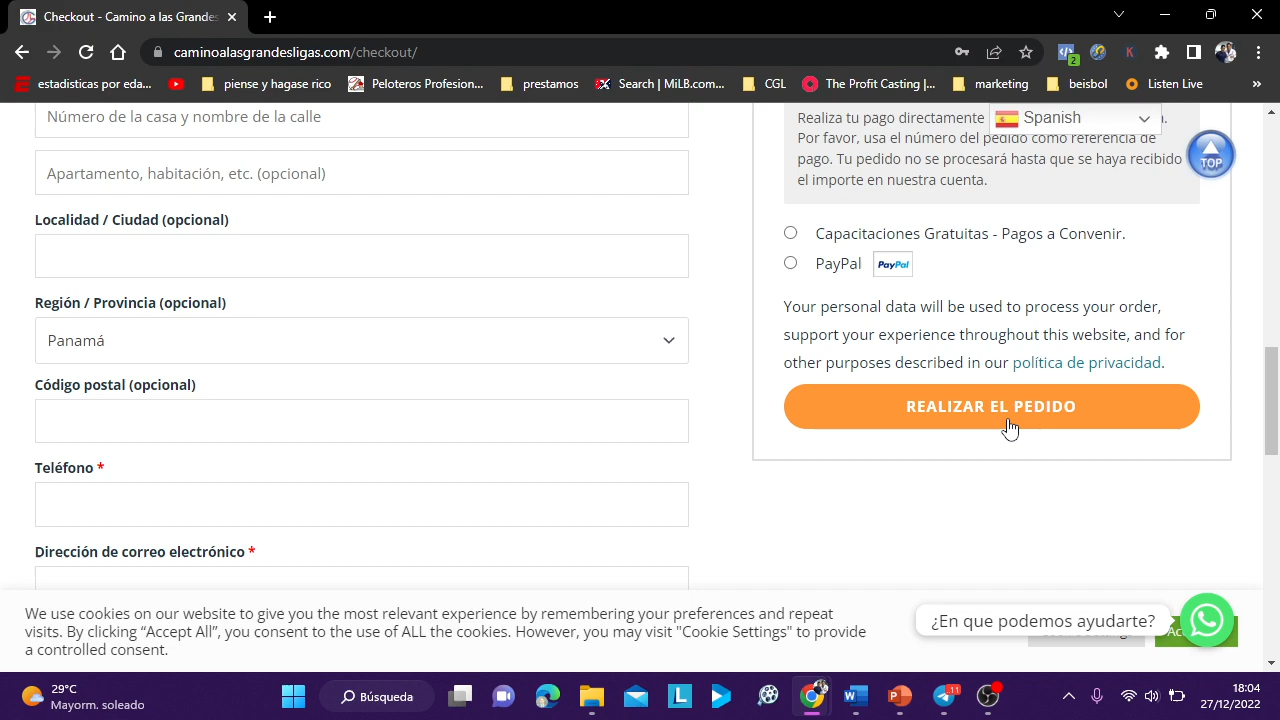 Checkout - Camino a las Grandes
caminoalasgrandesligas.com/checkout/
2
estadisticas por eda...
piense y hagase rico
Peloteros Profesion...
prestamos
Search | MiLB.com...
CGL
The Profit Casting |...
marketing
beisbol
Listen Live
»
Número de la casa y nombre de la calle
Apartamento, habitación, etc. (opcional)
Localidad / Ciudad (opcional)
Región / Provincia (opcional)
Panamá
Código postal (opcional)
Teléfono *
Dirección de correo electrónico *
Realiza tu pago directamente
Spanish
Por favor, usa el número del pedido como referencia de
pago. Tu pedido no se procesará hasta que se haya recibido
el importe en nuestra cuenta.
TOP
Capacitaciones Gratuitas - Pagos a Convenir.
PayPal
PayPal
Your personal data will be used to process your order,
support your experience throughout this website, and for
other purposes described in our política de privacidad.
REALIZAR EL PEDIDO
We use cookies on our website to give you the most relevant experience by remembering your preferences and repeat
visits. By clicking “Accept All”, you consent to the use of ALL the cookies. However, you may visit "Cookie Settings" to provide
a controlled consent.
¿En que podemos ayudarte?
29°C
Mayorm. soleado
Búsqueda
11
18:04
27/12/2022